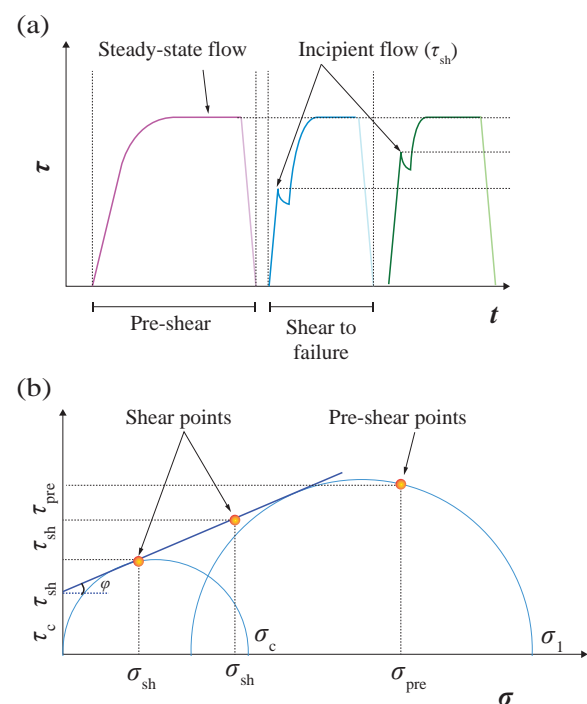 (a)
Steady-state flow
Incipient flow (τsh)
τ
t
Pre-shear
Shear to
failure
(b)
Shear points
Pre-shear points
τpre
τsh
τsh
τc
φ
σc
σ1
σsh
σsh
σpre
σ